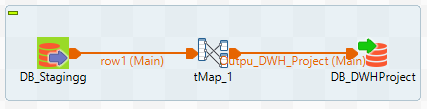 row1 (Main)
Outpu_DWH_Project (Main)
DB_Stagingg
tMap_1
DB_DWHProject